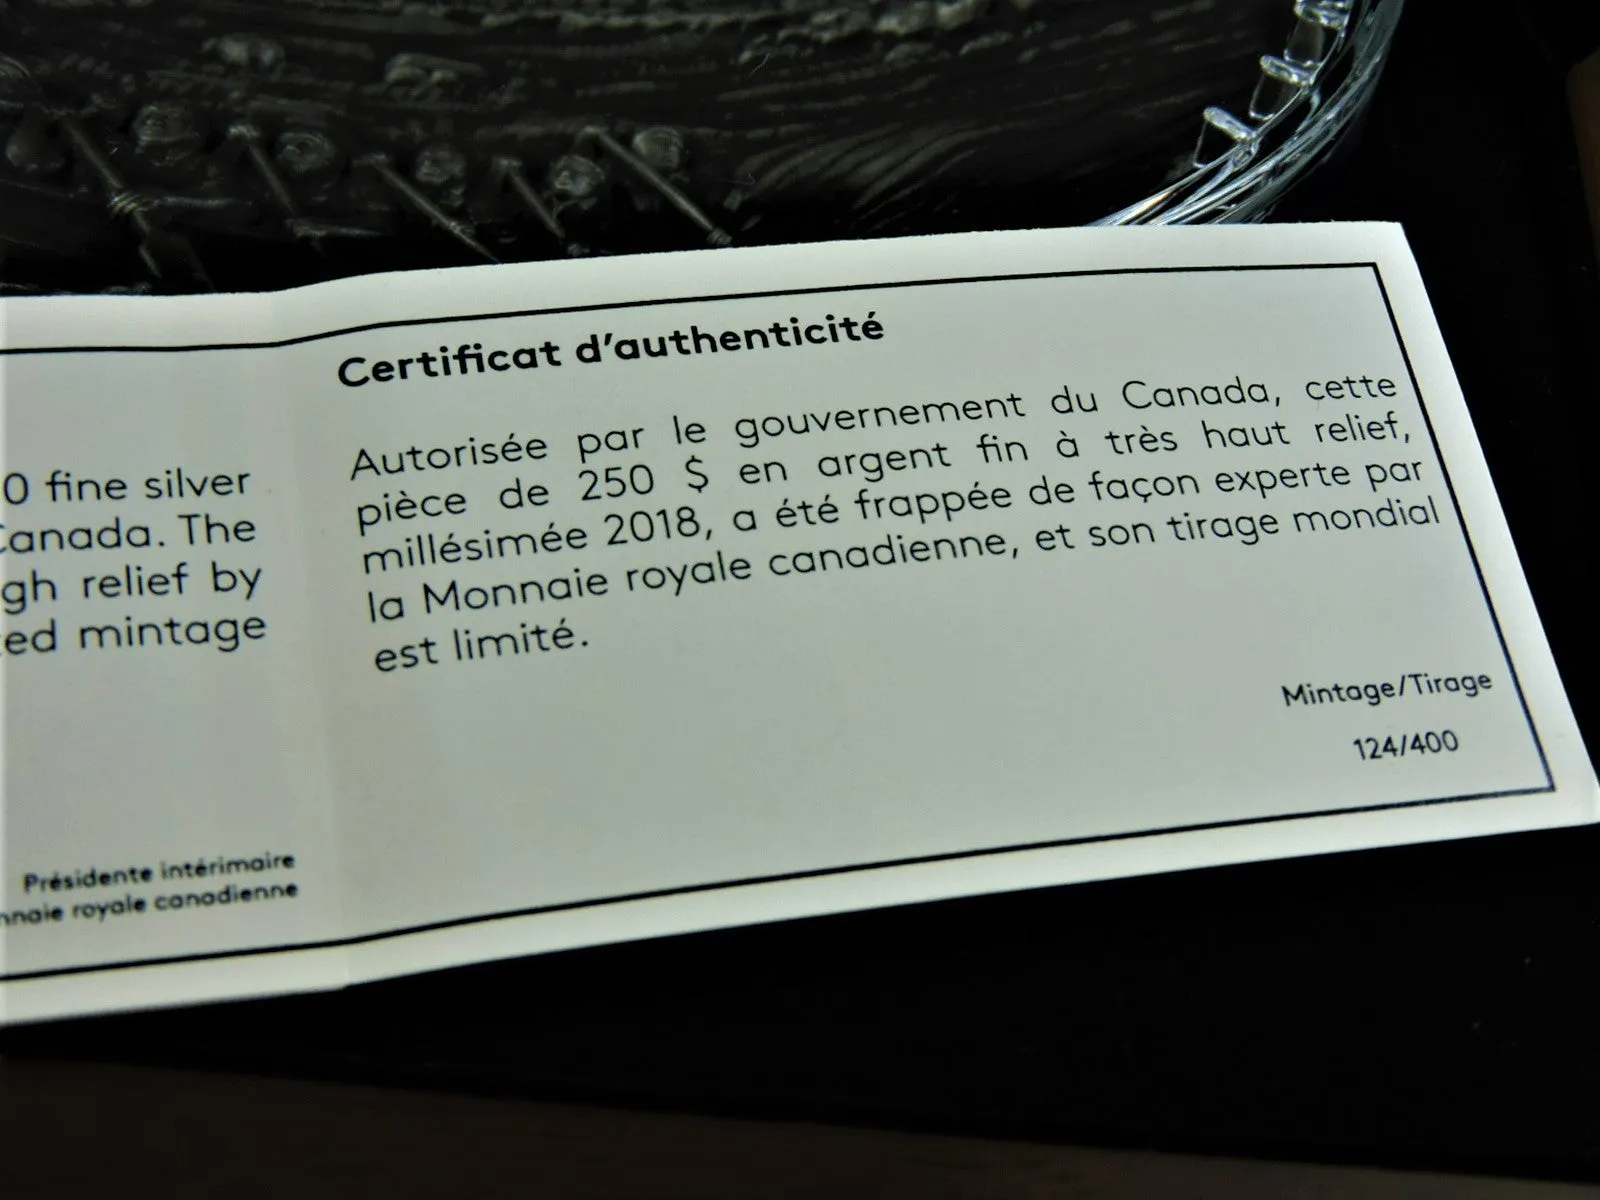 0 fine silver
Canada. The
gh relief by
ed mintage
Présidente intérimaire
nnaie royale canadienne
Certificat d'authenticité
Autorisée par le gouvernement du Canada, cette
pièce de 250 $ en argent fin à très haut relief,
millésimée 2018, a été frappée de façon experte par
la Monnaie royale canadienne, et son tirage mondial
est limité.
Mintage/Tirage
124/400